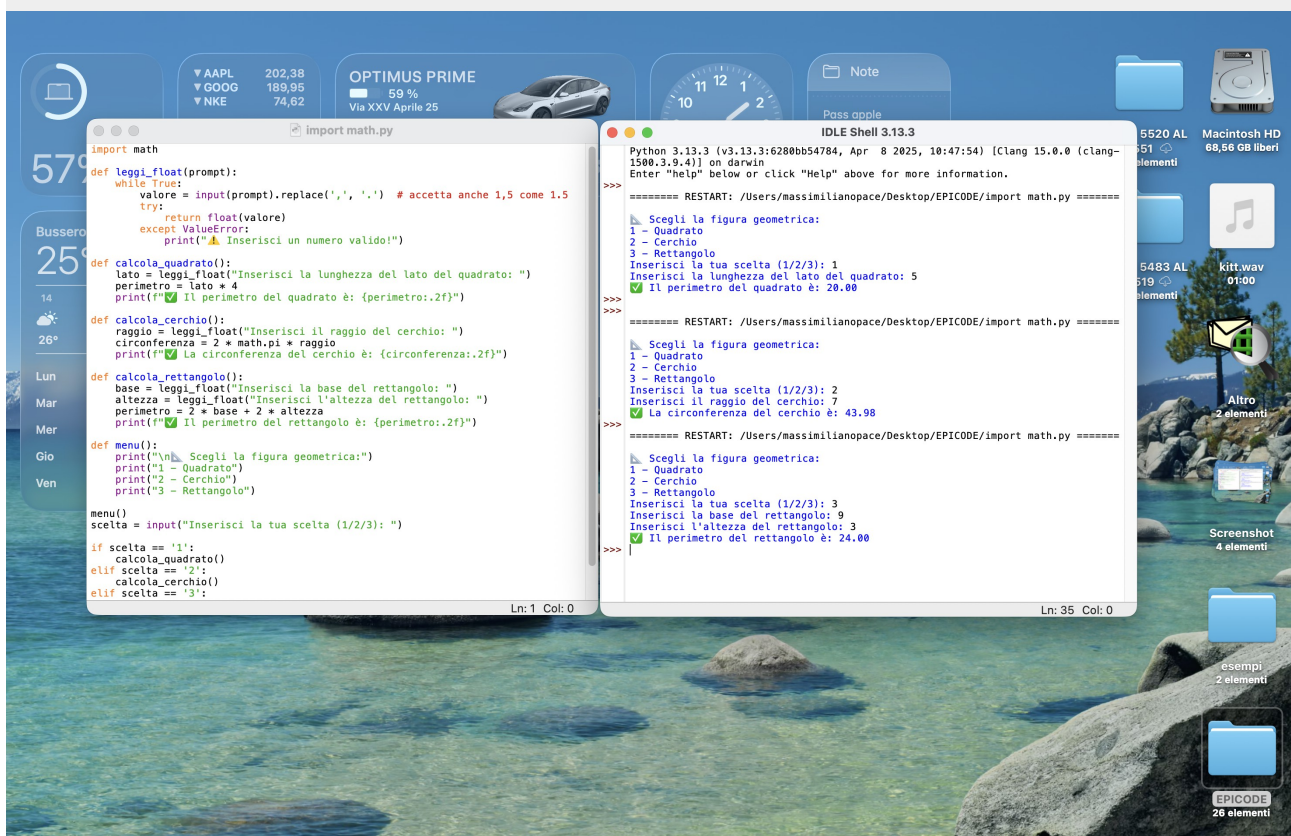 ▼ AAPL 202,38
▼ GOOG 189,95
▼ NKE 74,62
OPTIMUS PRIME
59 %
Via XXV Aprile 25
11 12 1
10 2
Note
Pass apple
57%
Bussero
25°
14
26°
Lun
Mar
Mer
Gio
Ven
import math.py
import math

def leggi_float(prompt):
    while True:
        valore = input(prompt).replace(',', '.')  # accetta anche 1,5 come 1.5
        try:
            return float(valore)
        except ValueError:
            print("⚠️ Inserisci un numero valido!")

def calcola_quadrato():
    lato = leggi_float("Inserisci la lunghezza del lato del quadrato: ")
    perimetro = lato * 4
    print(f"✅ Il perimetro del quadrato è: {perimetro:.2f}")

def calcola_cerchio():
    raggio = leggi_float("Inserisci il raggio del cerchio: ")
    circonferenza = 2 * math.pi * raggio
    print(f"✅ La circonferenza del cerchio è: {circonferenza:.2f}")

def calcola_rettangolo():
    base = leggi_float("Inserisci la base del rettangolo: ")
    altezza = leggi_float("Inserisci l'altezza del rettangolo: ")
    perimetro = 2 * base + 2 * altezza
    print(f"✅ Il perimetro del rettangolo è: {perimetro:.2f}")

def menu():
    print("\n📐 Scegli la figura geometrica:")
    print("1 – Quadrato")
    print("2 – Cerchio")
    print("3 – Rettangolo")

menu()
scelta = input("Inserisci la tua scelta (1/2/3): ")

if scelta == '1':
    calcola_quadrato()
elif scelta == '2':
    calcola_cerchio()
elif scelta == '3':
Ln: 1 Col: 0
IDLE Shell 3.13.3
Python 3.13.3 (v3.13.3:6280bb54784, Apr  8 2025, 10:47:54) [Clang 15.0.0 (clang-
1500.3.9.4)] on darwin
Enter "help" below or click "Help" above for more information.
>>>
======== RESTART: /Users/massimilianopace/Desktop/EPICODE/import math.py =======

📐 Scegli la figura geometrica:
1 – Quadrato
2 – Cerchio
3 – Rettangolo
Inserisci la tua scelta (1/2/3): 1
Inserisci la lunghezza del lato del quadrato: 5
✅ Il perimetro del quadrato è: 20.00
>>>
>>>
======== RESTART: /Users/massimilianopace/Desktop/EPICODE/import math.py =======

📐 Scegli la figura geometrica:
1 – Quadrato
2 – Cerchio
3 – Rettangolo
Inserisci la tua scelta (1/2/3): 2
Inserisci il raggio del cerchio: 7
✅ La circonferenza del cerchio è: 43.98
>>>
======== RESTART: /Users/massimilianopace/Desktop/EPICODE/import math.py =======

📐 Scegli la figura geometrica:
1 – Quadrato
2 – Cerchio
3 – Rettangolo
Inserisci la tua scelta (1/2/3): 3
Inserisci la base del rettangolo: 9
Inserisci l'altezza del rettangolo: 3
✅ Il perimetro del rettangolo è: 24.00
>>>
Ln: 35 Col: 0
5520 AL
551
elementi
5483 AL
519
elementi
Macintosh HD
68,56 GB liberi
kitt.wav
01:00
Altro
2 elementi
Screenshot
4 elementi
esempi
2 elementi
EPICODE
26 elementi